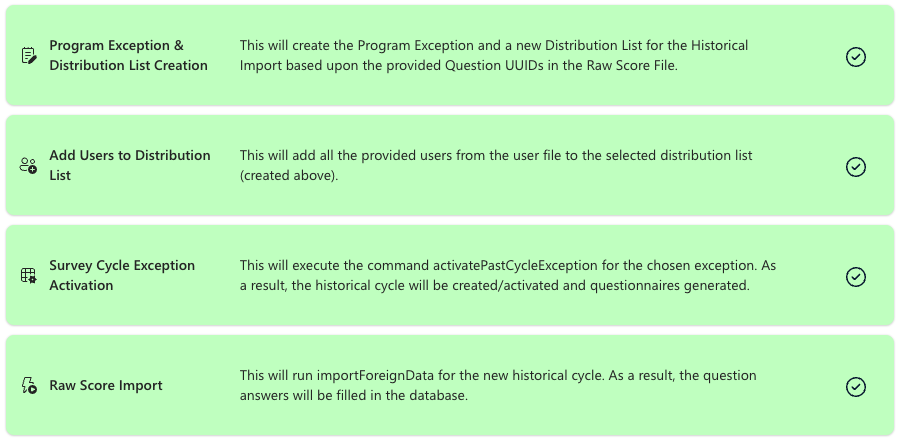 Program Exception &
Distribution List Creation
This will create the Program Exception and a new Distribution List for the Historical
Import based upon the provided Question UUIDs in the Raw Score File.
Add Users to Distribution
List
This will add all the provided users from the user file to the selected distribution list
(created above).
Survey Cycle Exception
Activation
This will execute the command activatePastCycleException for the chosen exception. As
a result, the historical cycle will be created/activated and questionnaires generated.
Raw Score Import
This will run importForeignData for the new historical cycle. As a result, the question
answers will be filled in the database.